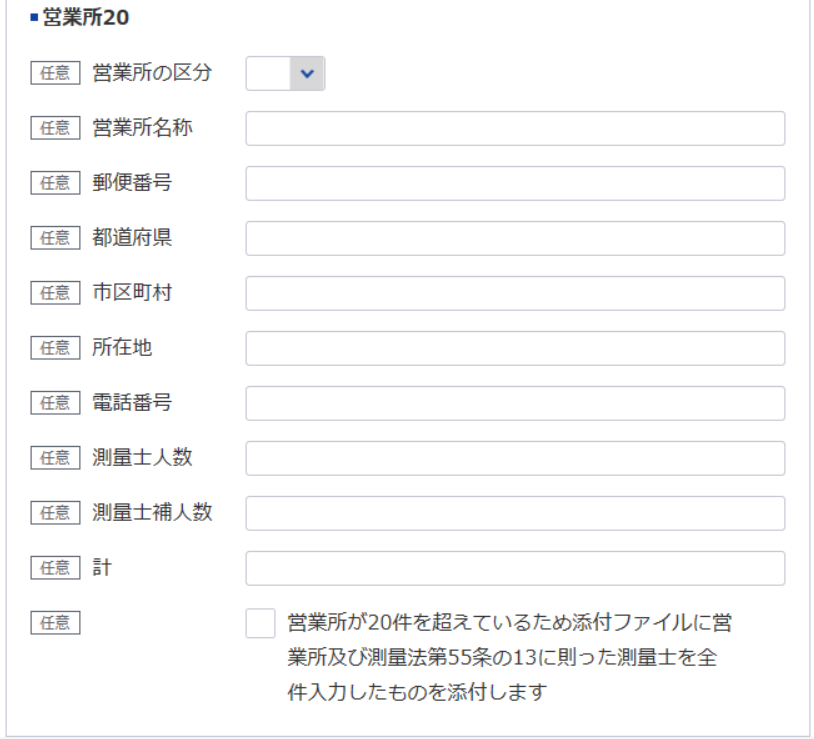 営業所20
任意 営業所の区分
任意 営業所名称
任意 郵便番号
任意 都道府県
任意 市区町村
任意 所在地
任意 電話番号
任意 測量士人数
任意 測量士補人数
任意 計
任意 営業所が20件を超えているため添付ファイルに営
業所及び測量法第55条の13に則った測量士を全
件入力したものを添付します